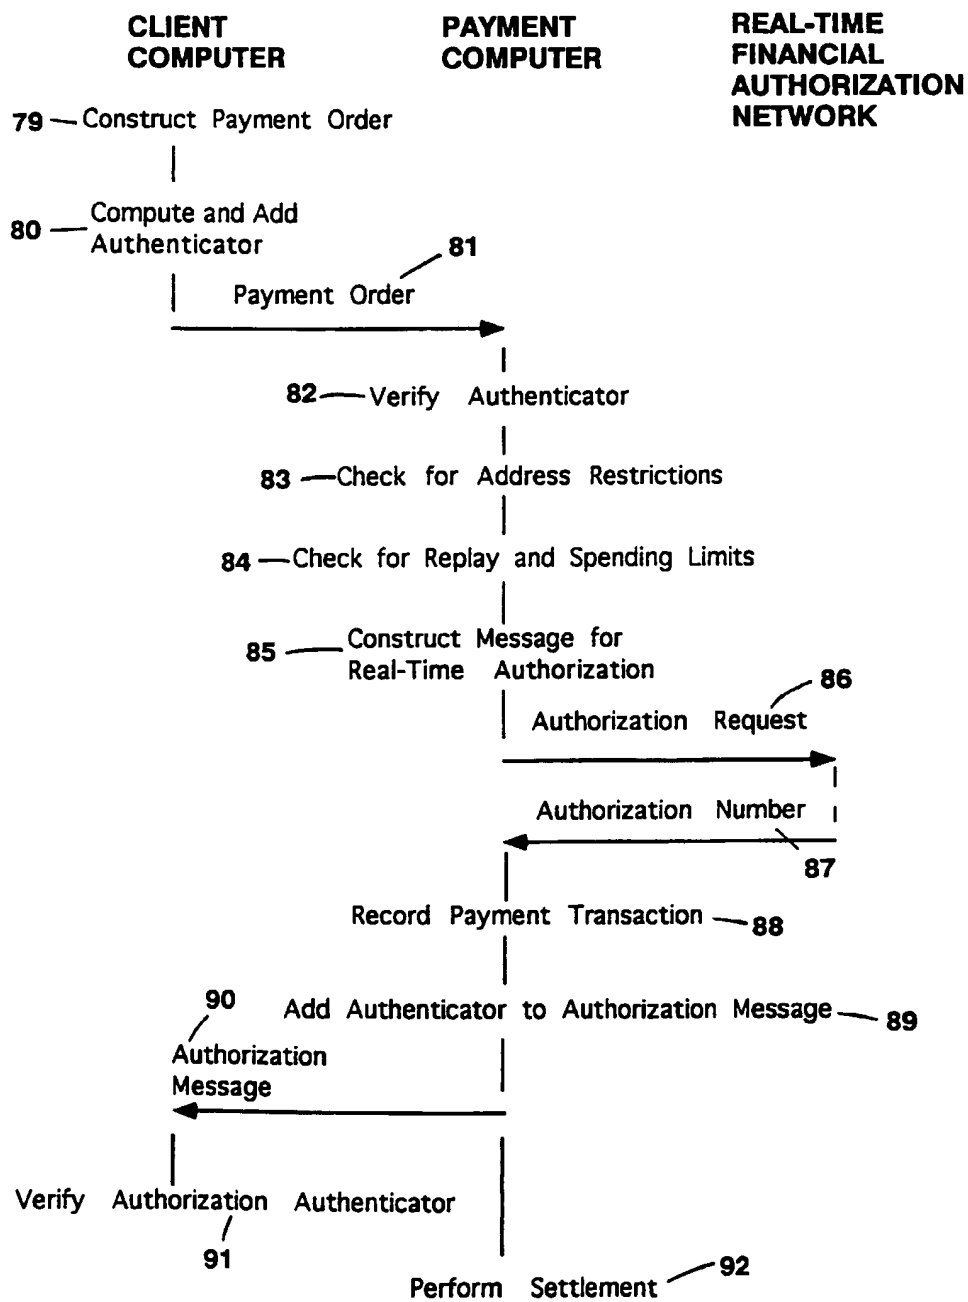 CLIENT
COMPUTER
PAYMENT
COMPUTER
REAL-TIME
FINANCIAL
AUTHORIZATION
NETWORK
79 Construct Payment Order
80 Compute and Add
Authenticator
81
Payment Order
82 Verify Authenticator
83 Check for Address Restrictions
84 Check for Replay and Spending Limits
85 Construct Message for
Real-Time Authorization
86
Authorization Request
Authorization Number
87
Record Payment Transaction 88
90
Add Authenticator to Authorization Message 89
Authorization
Message
Verify Authorization Authenticator
91
92
Perform Settlement